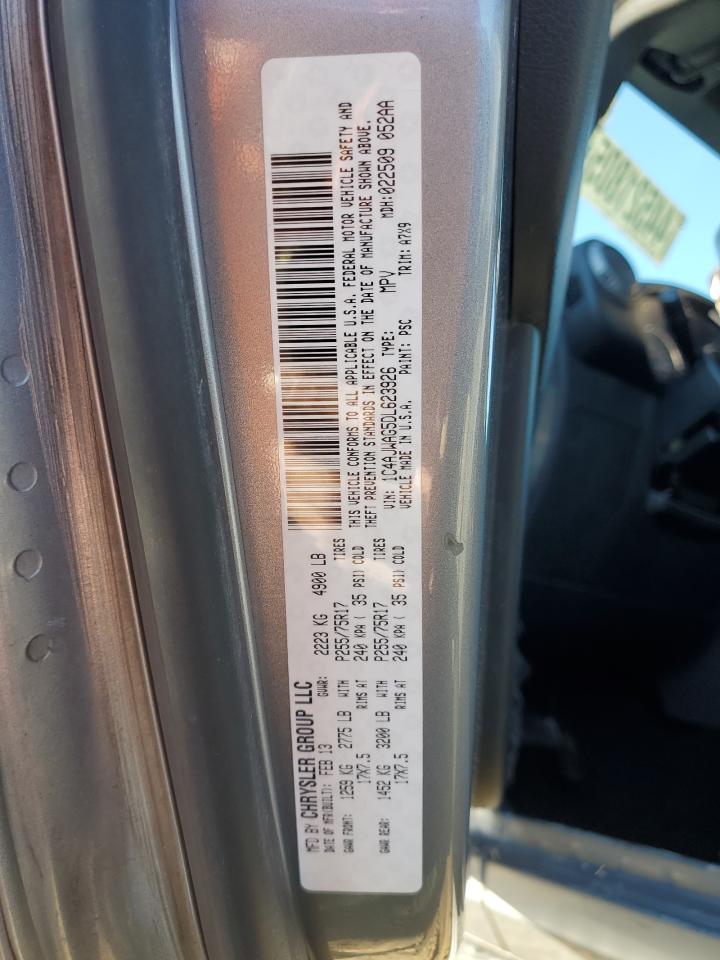 MFD BY CHRYSLER GROUP LLC
DATE OF MFR(BUILT): FEB 13 GVWR: 2223 KG 4900 LB
GAWR FRONT: 1259 KG 2775 LB WITH P255/75R17 TIRES
17X7.5 RIMS AT 240 KPA( 35 PSI) COLD
GAWR REAR: 1452 KG 3200 LB WITH P255/75R17 TIRES
17X7.5 RIMS AT 240 KPA( 35 PSI) COLD
THIS VEHICLE CONFORMS TO ALL APPLICABLE U.S.A. FEDERAL MOTOR VEHICLE SAFETY AND
THEFT PREVENTION STANDARDS IN EFFECT ON THE DATE OF MANUFACTURE SHOWN ABOVE.
VIN: 1C4AJWAG5DL623926 TYPE: MPV MDH:022509 052AA
VEHICLE MADE IN U.S.A. PAINT: PSC TRIM: A7X9